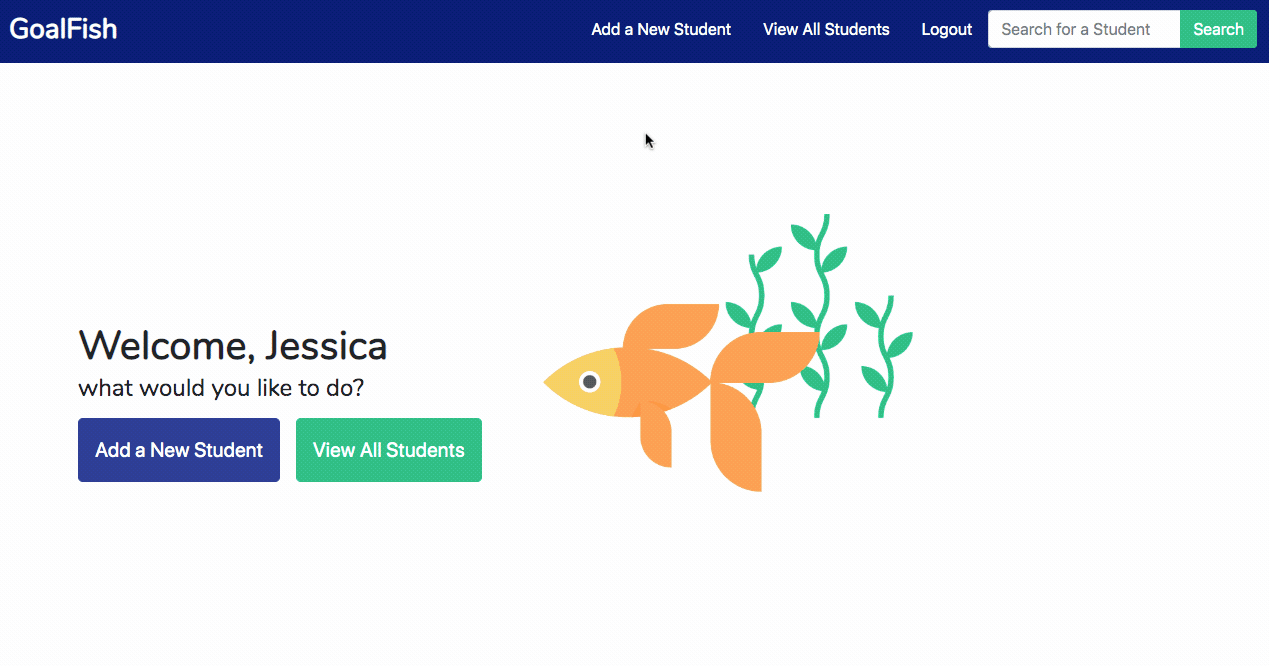 GoalFish
Add a New Student
View All Students
Logout
Search for a Student
Search
Welcome, Jessica
what would you like to do?
Add a New Student
View All Students